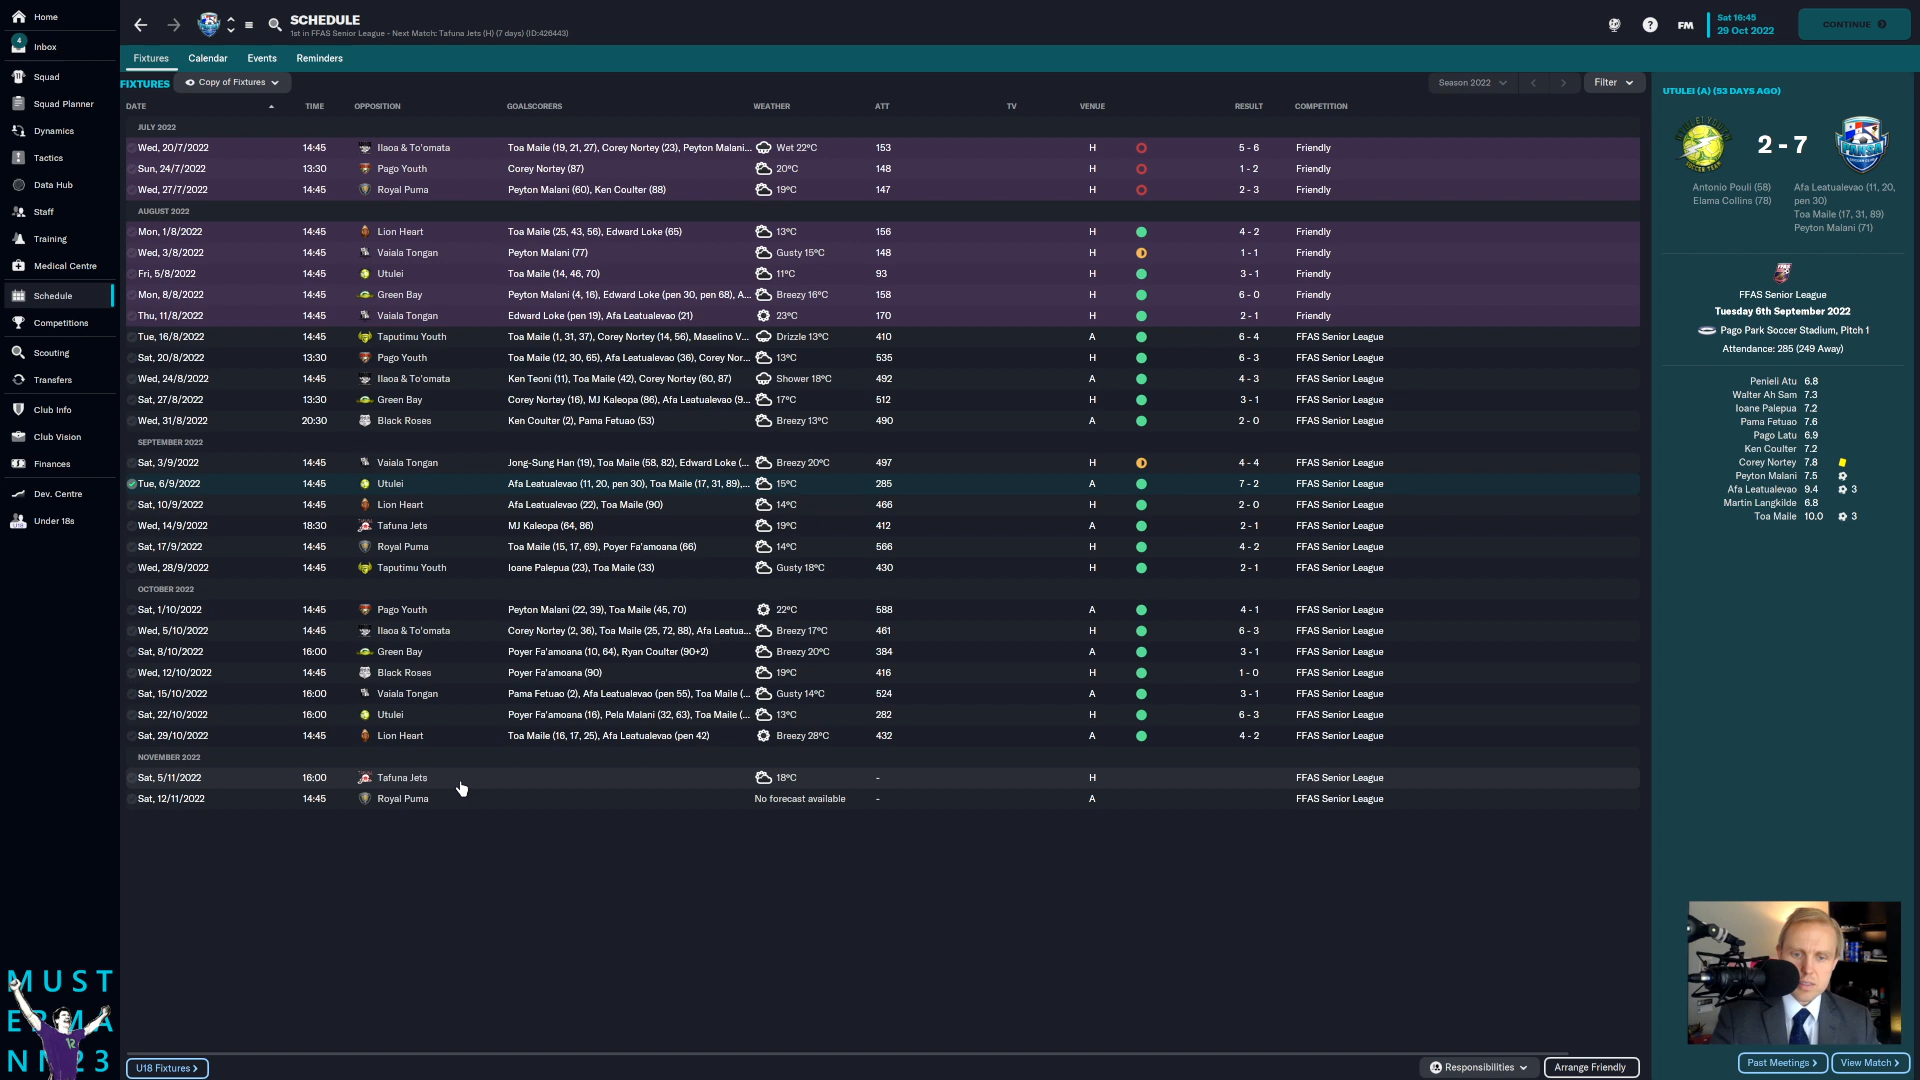 Home
4
Inbox
Squad
Squad Planner
Dynamics
Tactics
Data Hub
Staff
Training
Medical Centre
Schedule
Competitions
Scouting
Transfers
Club Info
Club Vision
Finances
Dev. Centre
Under 18s
MUST
ERMA
NN23
SCHEDULE
1st in FFAS Senior League - Next Match: Tafuna Jets (H) (7 days) (ID:426443)
FM
Sat 16:45
29 Oct 2022
CONTINUE
Fixtures Calendar Events Reminders
FIXTURES Copy of Fixtures Season 2022 Filter
DATE TIME OPPOSITION GOALSCORERS WEATHER ATT TV VENUE RESULT COMPETITION
JULY 2022
Wed, 20/7/2022 14:45 Ilaoa & To'omata Toa Maile (19, 21, 27), Corey Nortey (23), Peyton Malani... Wet 22°C 153 H 5 - 6 Friendly
Sun, 24/7/2022 13:30 Pago Youth Corey Nortey (87) 20°C 148 H 1 - 2 Friendly
Wed, 27/7/2022 14:45 Royal Puma Peyton Malani (60), Ken Coulter (88) 19°C 147 H 2 - 3 Friendly
AUGUST 2022
Mon, 1/8/2022 14:45 Lion Heart Toa Maile (25, 43, 56), Edward Loke (65) 13°C 156 H 4 - 2 Friendly
Wed, 3/8/2022 14:45 Vaiala Tongan Peyton Malani (77) Gusty 15°C 148 H 1 - 1 Friendly
Fri, 5/8/2022 14:45 Utulei Toa Maile (14, 46, 70) 11°C 93 H 3 - 1 Friendly
Mon, 8/8/2022 14:45 Green Bay Peyton Malani (4, 16), Edward Loke (pen 30, pen 68), A... Breezy 16°C 158 H 6 - 0 Friendly
Thu, 11/8/2022 14:45 Vaiala Tongan Edward Loke (pen 19), Afa Leatualevao (21) 23°C 170 H 2 - 1 Friendly
Tue, 16/8/2022 14:45 Taputimu Youth Toa Maile (1, 31, 37), Corey Nortey (14, 56), Maselino V... Drizzle 13°C 410 A 6 - 4 FFAS Senior League
Sat, 20/8/2022 13:30 Pago Youth Toa Maile (12, 30, 65), Afa Leatualevao (36), Corey Nor... 13°C 535 H 6 - 3 FFAS Senior League
Wed, 24/8/2022 14:45 Ilaoa & To'omata Ken Teoni (11), Toa Maile (42), Corey Nortey (60, 87) Shower 18°C 492 A 4 - 3 FFAS Senior League
Sat, 27/8/2022 13:30 Green Bay Corey Nortey (16), MJ Kaleopa (86), Afa Leatualevao (9... 17°C 512 H 3 - 1 FFAS Senior League
Wed, 31/8/2022 20:30 Black Roses Ken Coulter (2), Pama Fetuao (53) Breezy 13°C 490 A 2 - 0 FFAS Senior League
SEPTEMBER 2022
Sat, 3/9/2022 14:45 Vaiala Tongan Jong-Sung Han (19), Toa Maile (58, 82), Edward Loke (... Breezy 20°C 497 H 4 - 4 FFAS Senior League
Tue, 6/9/2022 14:45 Utulei Afa Leatualevao (11, 20, pen 30), Toa Maile (17, 31, 89),... 15°C 285 A 7 - 2 FFAS Senior League
Sat, 10/9/2022 14:45 Lion Heart Afa Leatualevao (22), Toa Maile (90) 14°C 466 H 2 - 0 FFAS Senior League
Wed, 14/9/2022 18:30 Tafuna Jets MJ Kaleopa (64, 86) 19°C 412 A 2 - 1 FFAS Senior League
Sat, 17/9/2022 14:45 Royal Puma Toa Maile (15, 17, 69), Poyer Fa'amoana (66) 14°C 566 H 4 - 2 FFAS Senior League
Wed, 28/9/2022 14:45 Taputimu Youth Ioane Palepua (23), Toa Maile (33) Gusty 18°C 430 H 2 - 1 FFAS Senior League
OCTOBER 2022
Sat, 1/10/2022 14:45 Pago Youth Peyton Malani (22, 39), Toa Maile (45, 70) 22°C 588 A 4 - 1 FFAS Senior League
Wed, 5/10/2022 14:45 Ilaoa & To'omata Corey Nortey (2, 36), Toa Maile (25, 72, 88), Afa Leatua... Breezy 17°C 461 H 6 - 3 FFAS Senior League
Sat, 8/10/2022 16:00 Green Bay Poyer Fa'amoana (10, 64), Ryan Coulter (90+2) Breezy 20°C 384 A 3 - 1 FFAS Senior League
Wed, 12/10/2022 14:45 Black Roses Poyer Fa'amoana (90) 19°C 416 H 1 - 0 FFAS Senior League
Sat, 15/10/2022 16:00 Vaiala Tongan Pama Fetuao (2), Afa Leatualevao (pen 55), Toa Maile (... Gusty 14°C 524 A 3 - 1 FFAS Senior League
Sat, 22/10/2022 16:00 Utulei Poyer Fa'amoana (16), Pela Malani (32, 63), Toa Maile (... 13°C 282 H 6 - 3 FFAS Senior League
Sat, 29/10/2022 14:45 Lion Heart Toa Maile (16, 17, 25), Afa Leatualevao (pen 42) Breezy 28°C 432 A 4 - 2 FFAS Senior League
NOVEMBER 2022
Sat, 5/11/2022 16:00 Tafuna Jets 18°C - H FFAS Senior League
Sat, 12/11/2022 14:45 Royal Puma No forecast available - A FFAS Senior League
U18 Fixtures
Responsibilities
Arrange Friendly
UTULEI (A) (53 DAYS AGO)
2 - 7
Antonio Pouli (58)
Elama Collins (78)
Afa Leatualevao (11, 20,
pen 30)
Toa Maile (17, 31, 89)
Peyton Malani (71)
FFAS Senior League
Tuesday 6th September 2022
Pago Park Soccer Stadium, Pitch 1
Attendance: 285 (249 Away)
Penieli Atu 6.8
Walter Ah Sam 7.3
Ioane Palepua 7.2
Pama Fetuao 7.6
Pago Latu 6.9
Ken Coulter 7.2
Corey Nortey 7.8
Peyton Malani 7.5
Afa Leatualevao 9.4 3
Martin Langkilde 6.8
Toa Maile 10.0 3
Past Meetings
View Match